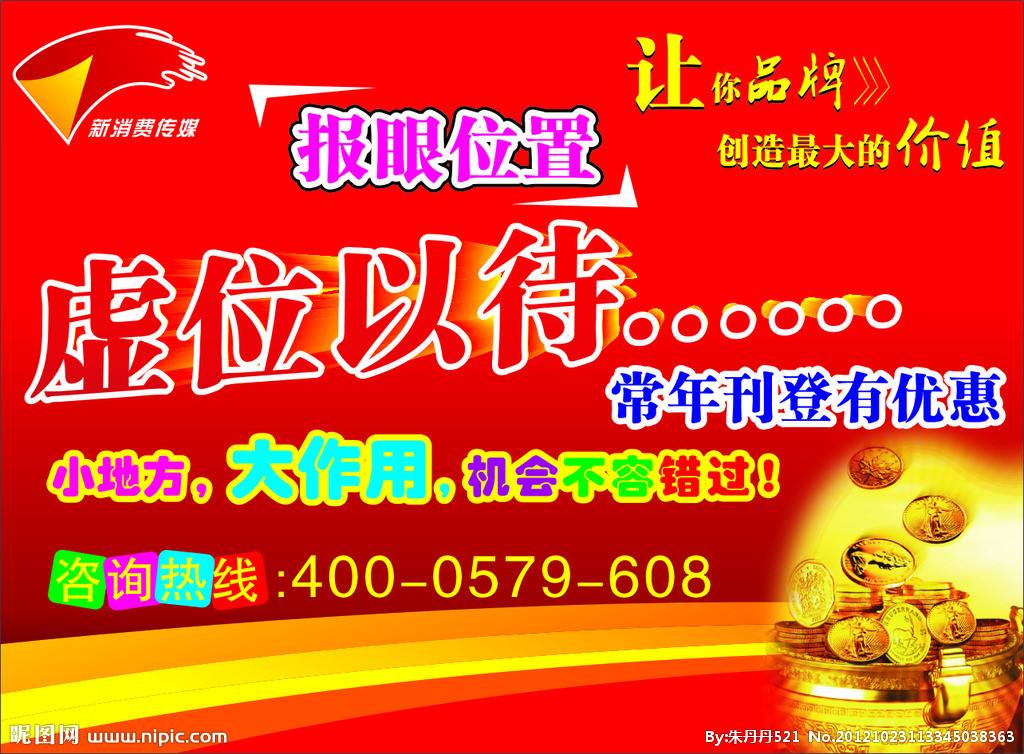 新消费传媒
让你品牌》
创造最大的价值
报眼位置
虚位以待。。。。。。
常年刊登有优惠
小地方，大作用，机会不容错过！
咨询热线:400-0579-608
昵图网 www.nipic.com
By:朱丹丹521 No.20121023113345038363